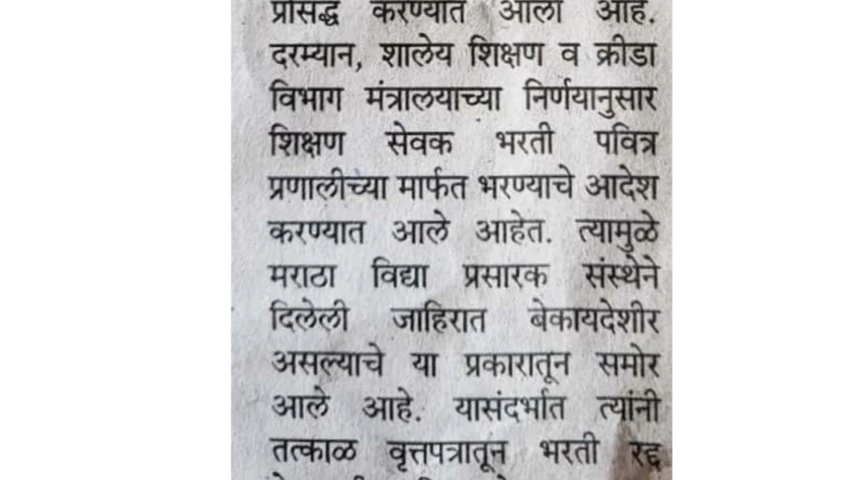 प्रसिद्ध करण्यात आली आहे.
दरम्यान, शालेय शिक्षण व क्रीडा
विभाग मंत्रालयाच्या निर्णयानुसार
शिक्षण सेवक भरती पवित्र
प्रणालीच्या मार्फत भरण्याचे आदेश
करण्यात आले आहेत. त्यामुळे
मराठा विद्या प्रसारक संस्थेने
दिलेली जाहिरात बेकायदेशीर
असल्याचे या प्रकारातून समोर
आले आहे. यासंदर्भात त्यांनी
तत्काळ वृत्तपत्रातून भरती रद्द